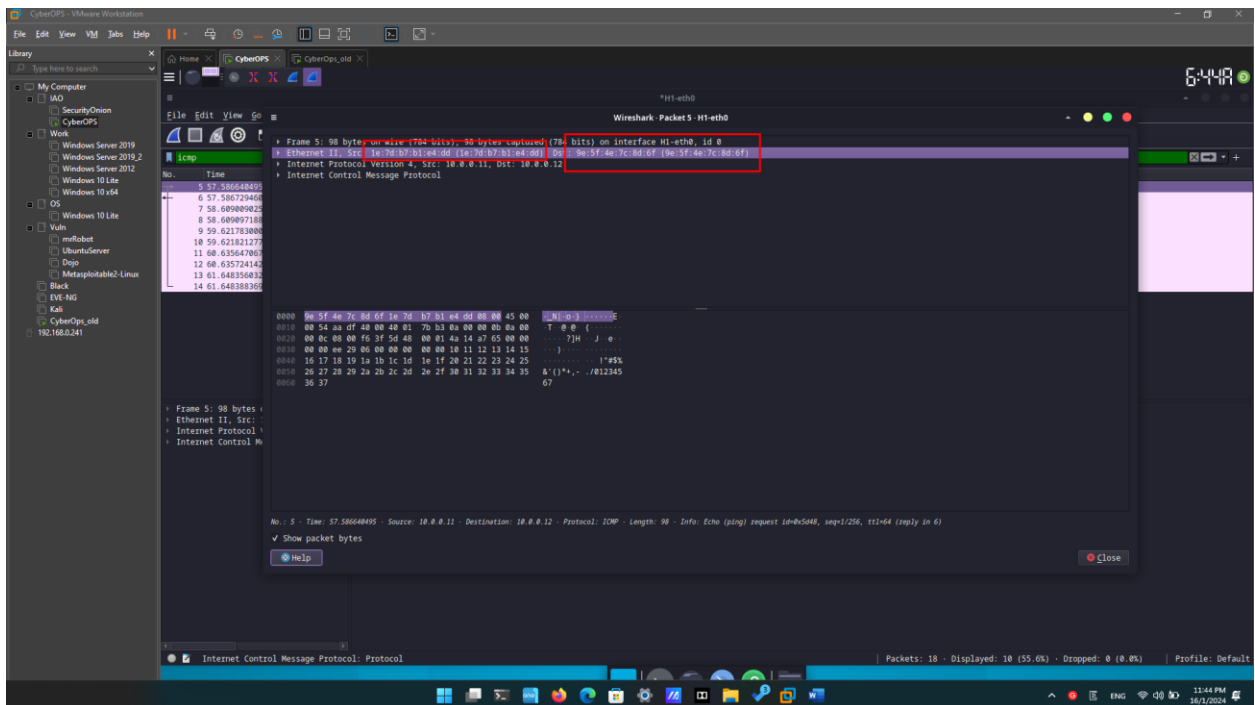 CyberOPS - VMware Workstation
File Edit View VM Tabs Help
Library
Type here to search
My Computer
IAO
SecurityOnion
CyberOPS
Work
Windows Server 2019
Windows Server 2019_2
Windows Server 2012
Windows 10 Lite
Windows 10 x64
OS
Windows 10 Lite
Vuln
mrRobot
UbuntuServer
Dojo
Metasploitable2-Linux
Black
EVE-NG
Kali
CyberOps_old
192.168.0.241
Home CyberOPS CyberOps_old
*H1-eth0
File Edit View Go
icmp
No. Time
5 57.586640495
6 57.58672946
7 58.609009025
8 58.609097188
9 59.62178300
10 59.621821277
11 60.635647067
12 60.635724142
13 61.648356032
14 61.648388369
Frame 5: 98 bytes
Ethernet II, Src:
Internet Protocol
Internet Control M
Wireshark · Packet 5 · H1-eth0
Frame 5: 98 bytes on wire (784 bits), 98 bytes captured (784 bits) on interface H1-eth0, id 0
Ethernet II, Src: 1e:7d:b7:b1:e4:dd (1e:7d:b7:b1:e4:dd) Dst: 9e:5f:4e:7c:8d:6f (9e:5f:4e:7c:8d:6f)
Internet Protocol Version 4, Src: 10.0.0.11, Dst: 10.0.0.12
Internet Control Message Protocol
0000 9e 5f 4e 7c 8d 6f 1e 7d b7 b1 e4 dd 08 00 45 00 ·_N|·o·} ······E·
0010 00 54 aa df 40 00 40 01 7b b3 0a 00 00 0b 0a 00 ·T··@·@· {·······
0020 00 0c 08 00 f6 3f 5d 48 00 01 4a 14 a7 65 00 00 ·····?]H ··J··e··
0030 00 00 ee 29 06 00 00 00 00 00 10 11 12 13 14 15 ···)···· ········
0040 16 17 18 19 1a 1b 1c 1d 1e 1f 20 21 22 23 24 25 ········ ·· !"#$%
0050 26 27 28 29 2a 2b 2c 2d 2e 2f 30 31 32 33 34 35 &'()*+,- ./012345
0060 36 37 67
No.: 5 · Time: 57.586640495 · Source: 10.0.0.11 · Destination: 10.0.0.12 · Protocol: ICMP · Length: 98 · Info: Echo (ping) request id=0x5d48, seq=1/256, ttl=64 (reply in 6)
Show packet bytes
Help Close
Internet Control Message Protocol: Protocol
Packets: 18 · Displayed: 10 (55.6%) · Dropped: 0 (0.0%)
Profile: Default
ENG
11:44 PM
16/1/2024